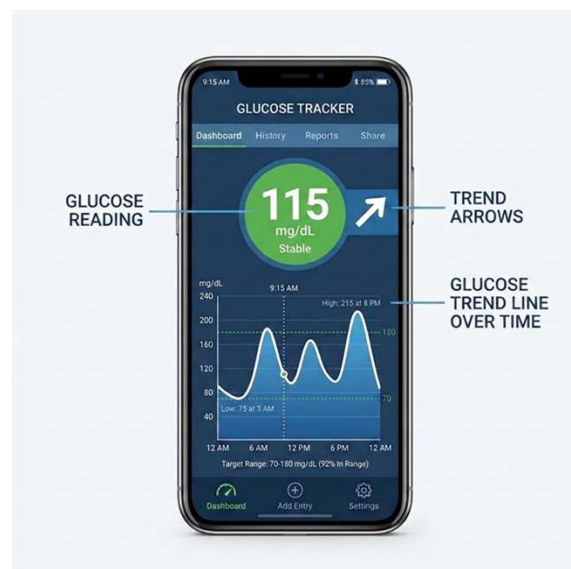 9:15 AM
85%
GLUCOSE TRACKER
Dashboard History Reports Share
GLUCOSE
READING
115
mg/dL
Stable
TREND
ARROWS
mg/dL
9:15 AM
GLUCOSE
TREND LINE
OVER TIME
High: 215 at 8 PM
240
200
180
160
120
80
70
40
Low: 75 at 3 AM
12 AM 6 AM 12 PM 6 PM 12 AM
Target Range: 70-180 mg/dL (92% In Range)
Dashboard Add Entry Settings